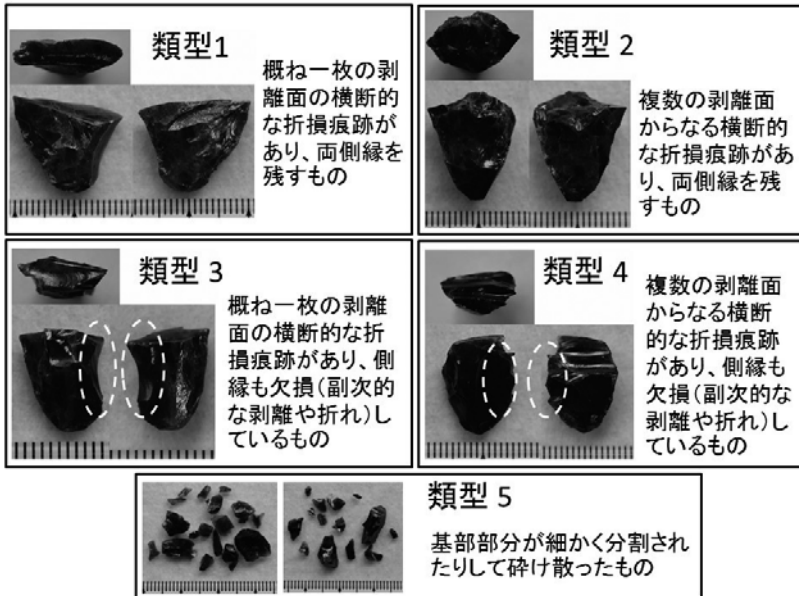 類型1
概ね一枚の剥
離面の横断的
な折損痕跡が
あり、両側縁を
残すもの
類型 2
複数の剥離面
からなる横断的
な折損痕跡があ
り、両側縁を残
すもの
類型 3
概ね一枚の剥離
面の横断的な折
損痕跡があり、側
縁も欠損(副次的
な剥離や折れ)し
ているもの
類型 4
複数の剥離面
からなる横断
的な折損痕跡
があり、側縁も
欠損(副次的な
剥離や折れ)し
ているもの
類型 5
基部部分が細かく分割され
たりして砕け散ったもの